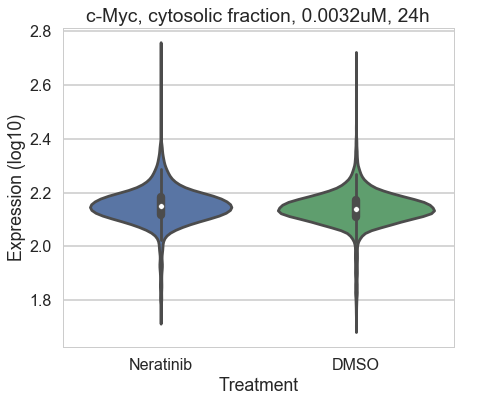 c-Myc, cytosolic fraction, 0.0032uM, 24h
2.8
2.6
2.4
2.2
2.0
1.8
Expression (log10)
Neratinib
DMSO
Treatment